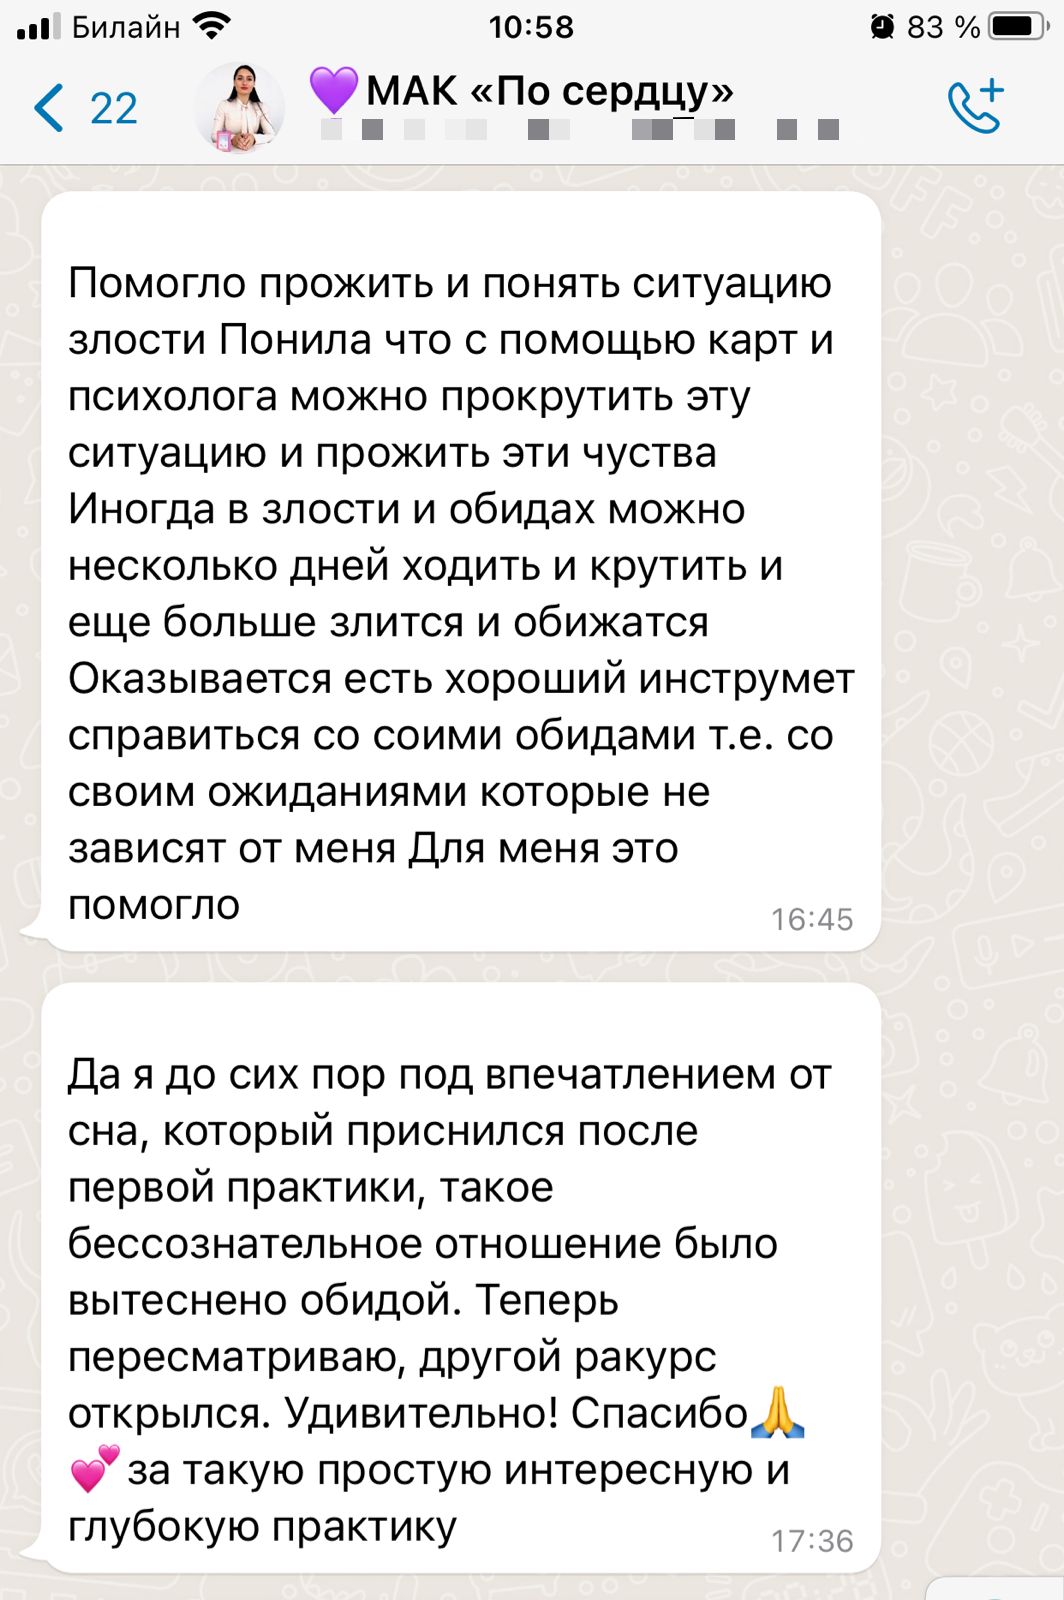 Билайн 10:58 83 %
22 💜МАК «По сердцу»
Помогло прожить и понять ситуацию
злости Понила что с помощью карт и
психолога можно прокрутить эту
ситуацию и прожить эти чуства
Иногда в злости и обидах можно
несколько дней ходить и крутить и
еще больше злится и обижатся
Оказывается есть хороший инструмет
справиться со соими обидами т.е. со
своим ожиданиями которые не
зависят от меня Для меня это
помогло
16:45
Да я до сих пор под впечатлением от
сна, который приснился после
первой практики, такое
бессознательное отношение было
вытеснено обидой. Теперь
пересматриваю, другой ракурс
открылся. Удивительно! Спасибо🙏
💕за такую простую интересную и
глубокую практику
17:36